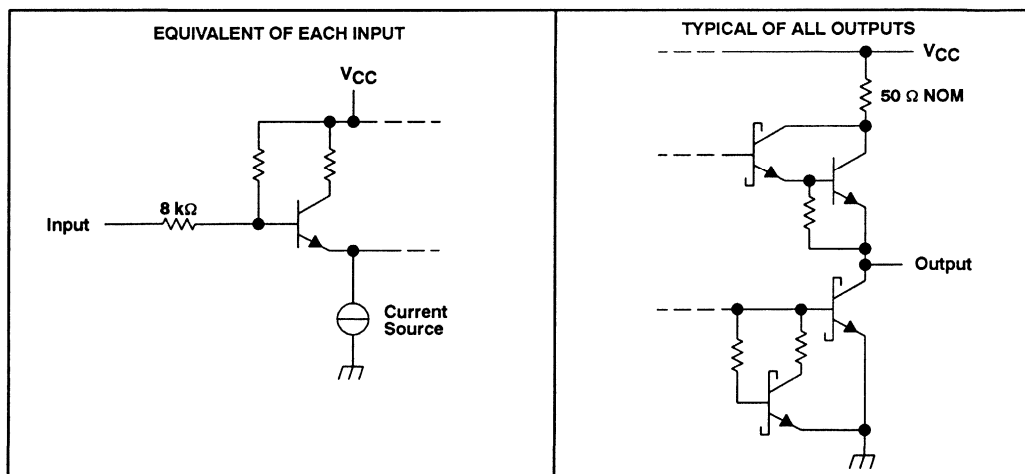 EQUIVALENT OF EACH INPUT
VCC
8 kΩ
Input
Current
Source
TYPICAL OF ALL OUTPUTS
VCC
50 Ω NOM
Output